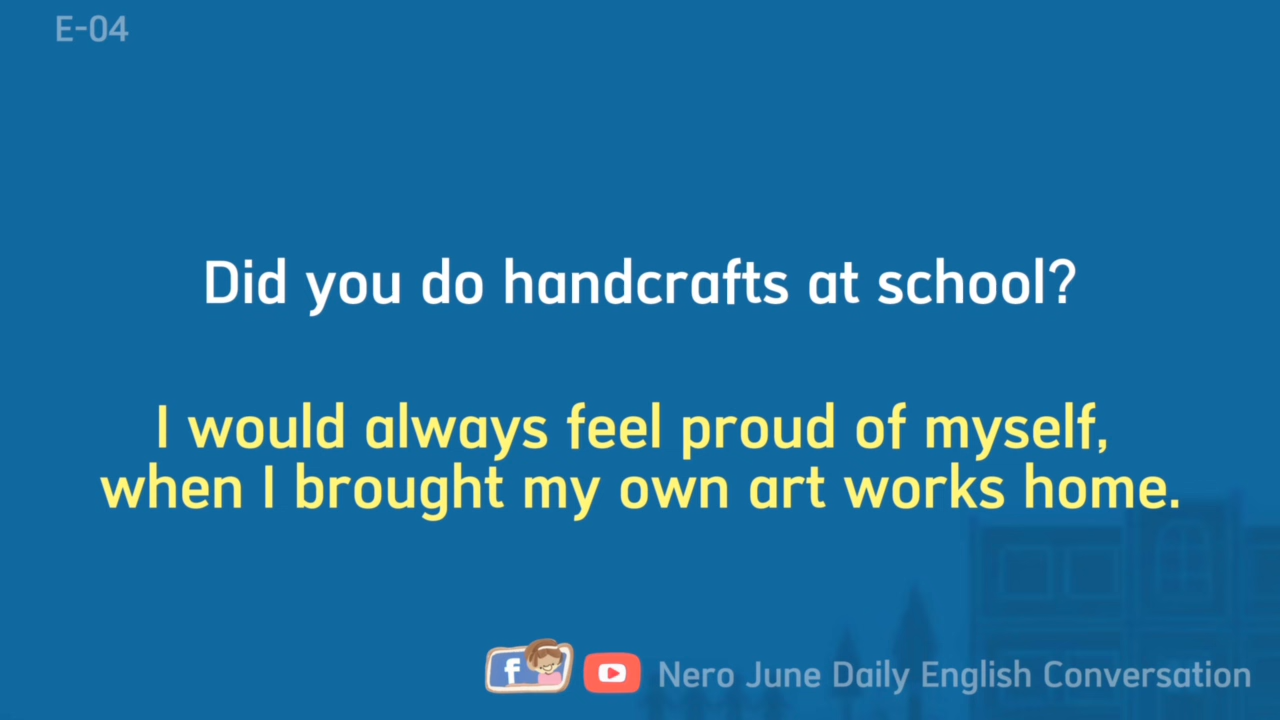 E-04
Did you do handcrafts at school?
I would always feel proud of myself,
when I brought my own art works home.
f Nero June Daily English Conversation